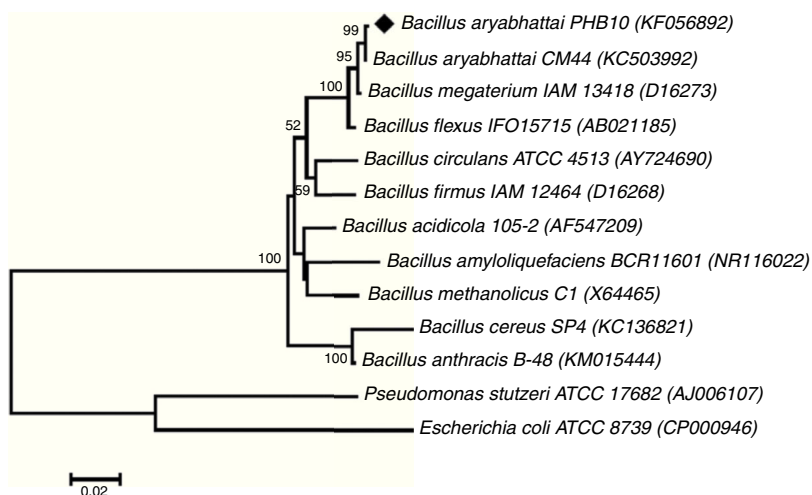 99
Bacillus aryabhattai PHB10 (KF056892)
95
Bacillus aryabhattai CM44 (KC503992)
100
Bacillus megaterium IAM 13418 (D16273)
52
Bacillus flexus IFO15715 (AB021185)
Bacillus circulans ATCC 4513 (AY724690)
59
Bacillus firmus IAM 12464 (D16268)
Bacillus acidicola 105-2 (AF547209)
100
Bacillus amyloliquefaciens BCR11601 (NR116022)
Bacillus methanolicus C1 (X64465)
Bacillus cereus SP4 (KC136821)
100
Bacillus anthracis B-48 (KM015444)
Pseudomonas stutzeri ATCC 17682 (AJ006107)
Escherichia coli ATCC 8739 (CP000946)
0.02